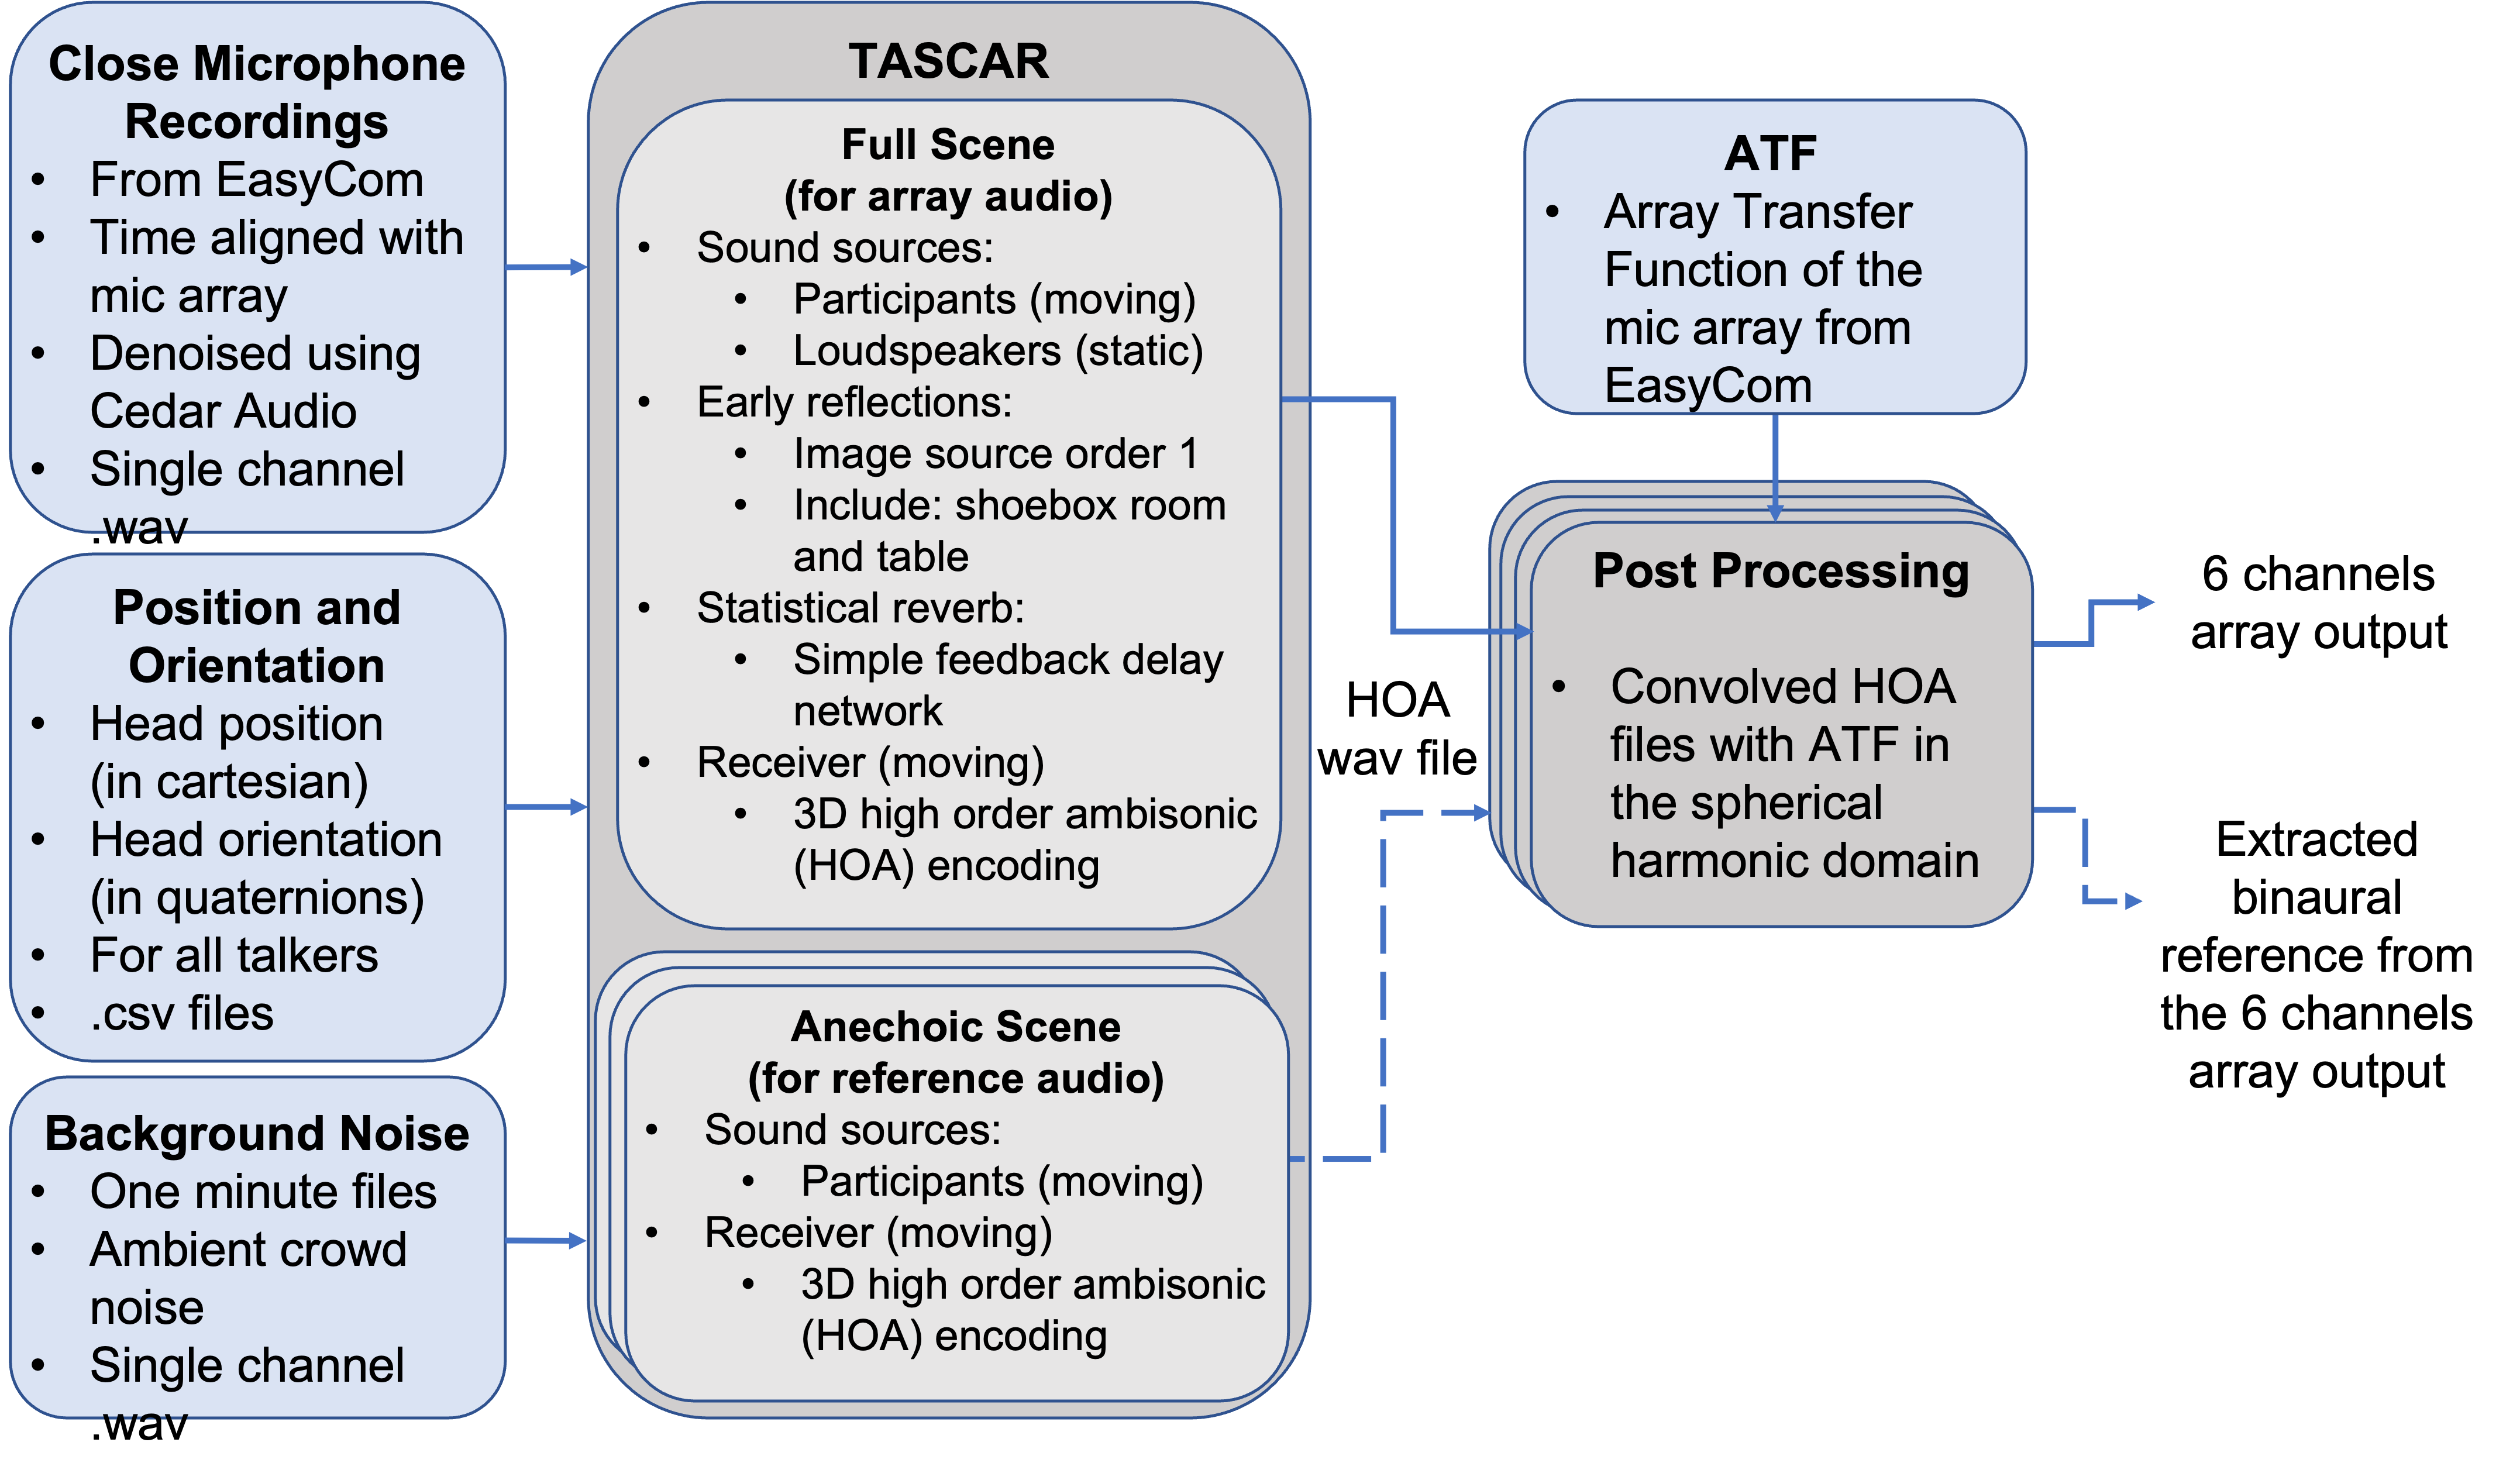 Close Microphone
Recordings
• From EasyCom
• Time aligned with
mic array
• Denoised using
Cedar Audio
• Single channel
.wav
Position and
Orientation
• Head position
(in cartesian)
• Head orientation
(in quaternions)
• For all talkers
• .csv files
Background Noise
• One minute files
• Ambient crowd
noise
• Single channel
.wav
TASCAR
Full Scene
(for array audio)
• Sound sources:
• Participants (moving)
• Loudspeakers (static)
• Early reflections:
• Image source order 1
• Include: shoebox room
and table
• Statistical reverb:
• Simple feedback delay
network
• Receiver (moving)
• 3D high order ambisonic
(HOA) encoding
Anechoic Scene
(for reference audio)
• Sound sources:
• Participants (moving)
• Receiver (moving)
• 3D high order ambisonic
(HOA) encoding
HOA
wav file
ATF
• Array Transfer
Function of the
mic array from
EasyCom
Post Processing
• Convolved HOA
files with ATF in
the spherical
harmonic domain
6 channels
array output
Extracted
binaural
reference from
the 6 channels
array output